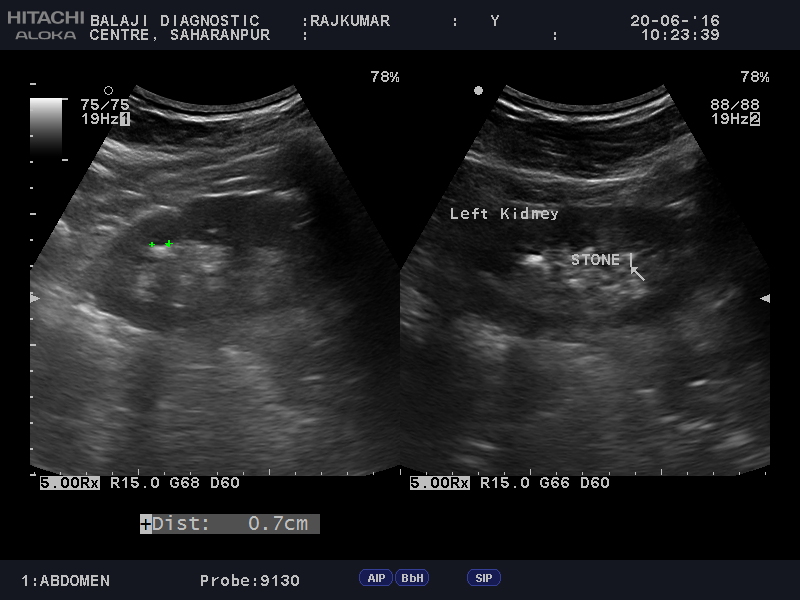 HITACHI BALAJI DIAGNOSTIC :RAJKUMAR : Y 20-06-'16
ALOKA CENTRE, SAHARANPUR : : 10:23:39
78% 78%
75/75 88/88
19Hz1 19Hz2
Left Kidney
STONE
5.00Rx R15.0 G68 D60 5.00Rx R15.0 G66 D60
+Dist: 0.7cm
1:ABDOMEN Probe:9130 AIP BbH SIP